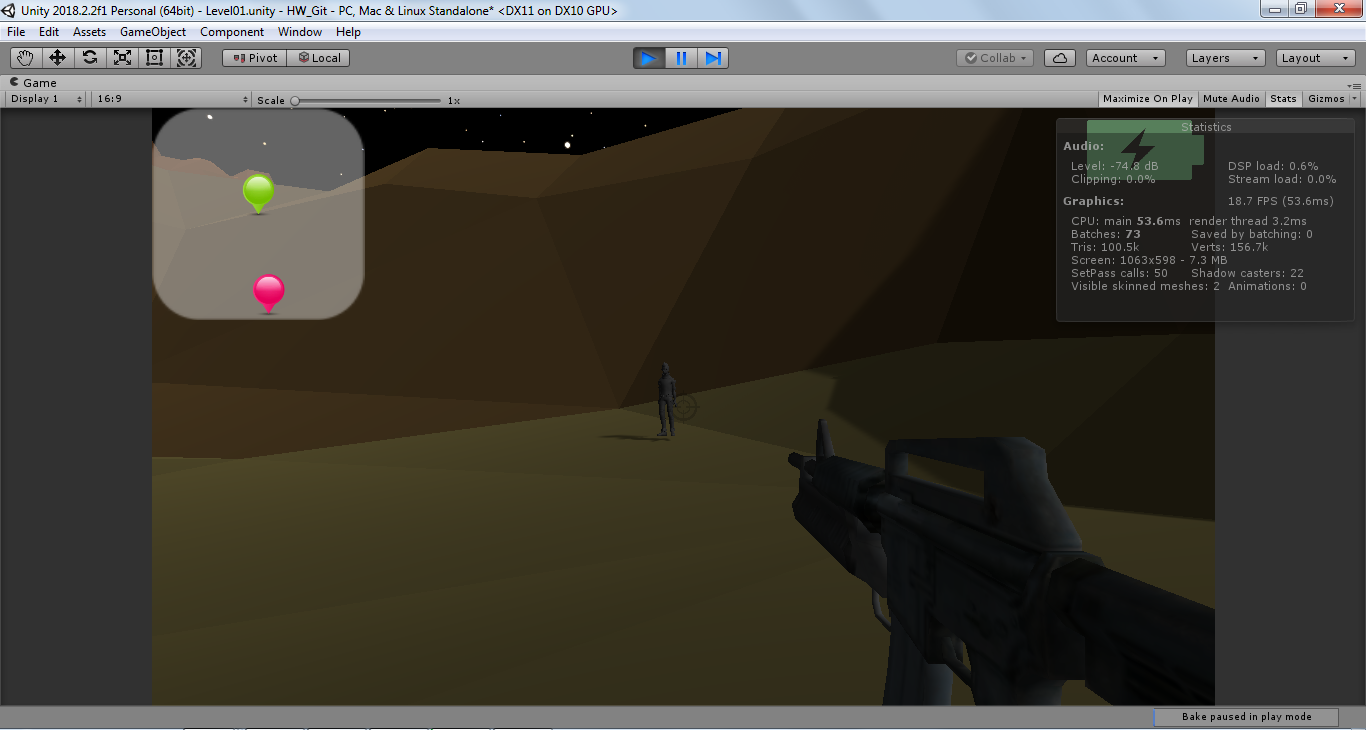 Unity 2018.2.2f1 Personal (64bit) - Level01.unity - HW_Git - PC, Mac & Linux Standalone* <DX11 on DX10 GPU>
File Edit Assets GameObject Component Window Help
Pivot Local Collab Account Layers Layout
Game
Display 1 16:9 Scale 1x Maximize On Play Mute Audio Stats Gizmos
Statistics
Audio:
Level: -74.8 dB DSP load: 0.6%
Clipping: 0.0% Stream load: 0.0%
Graphics: 18.7 FPS (53.6ms)
CPU: main 53.6ms render thread 3.2ms
Batches: 73 Saved by batching: 0
Tris: 100.5k Verts: 156.7k
Screen: 1063x598 - 7.3 MB
SetPass calls: 50 Shadow casters: 22
Visible skinned meshes: 2 Animations: 0
Bake paused in play mode